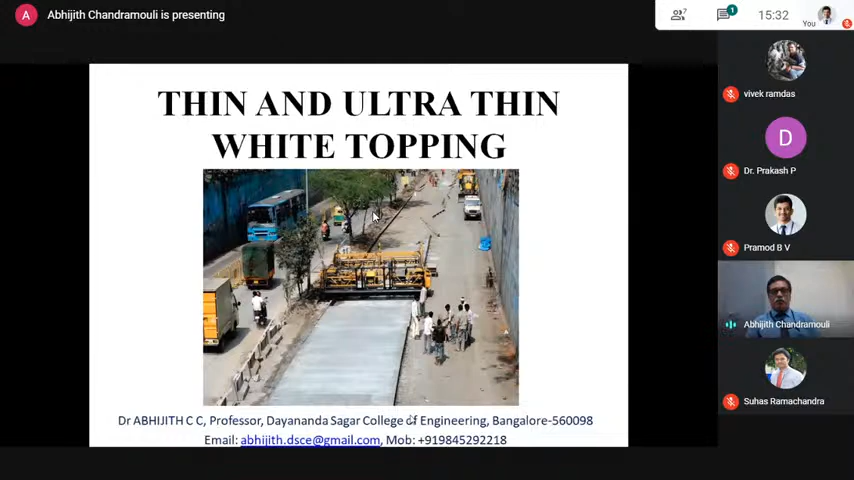 A
Abhijith Chandramouli is presenting
7
1
15:32
You
THIN AND ULTRA THIN
WHITE TOPPING
Dr ABHIJITH C C, Professor, Dayananda Sagar College of Engineering, Bangalore-560098
Email: abhijith.dsce@gmail.com, Mob: +919845292218
vivek ramdas
D
Dr. Prakash P
Pramod B V
Abhijith Chandramouli
Suhas Ramachandra